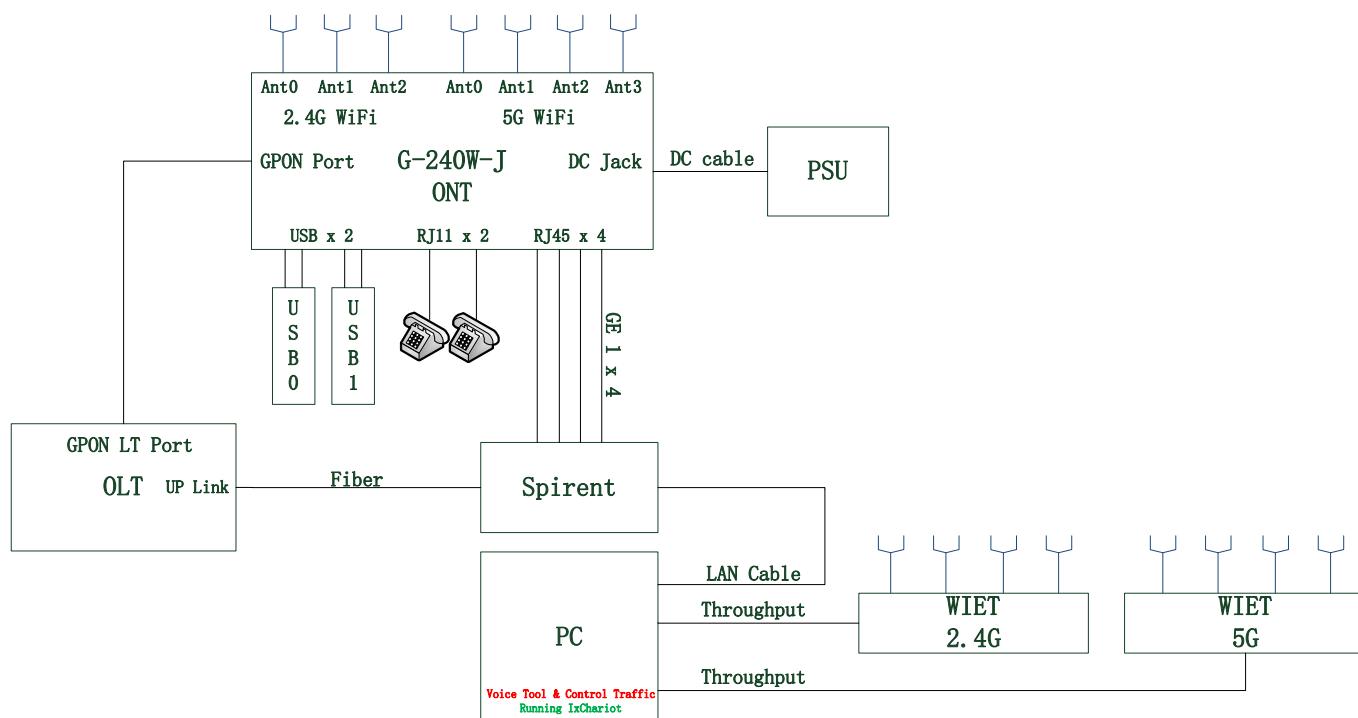 Ant0 Ant1 Ant2 Ant0 Ant1 Ant2 Ant3
2.4G WiFi 5G WiFi
GPON Port G-240W-J DC Jack DC cable PSU
ONT
USB x 2 RJ11 x 2 RJ45 x 4
USB0
USB1
GE 1 x 4
GPON LT Port
OLT UP Link Fiber Spirent
LAN Cable
Throughput
WIET
2.4G
WIET
5G
PC
Throughput
Voice Tool & Control Traffic
Running IxChariot